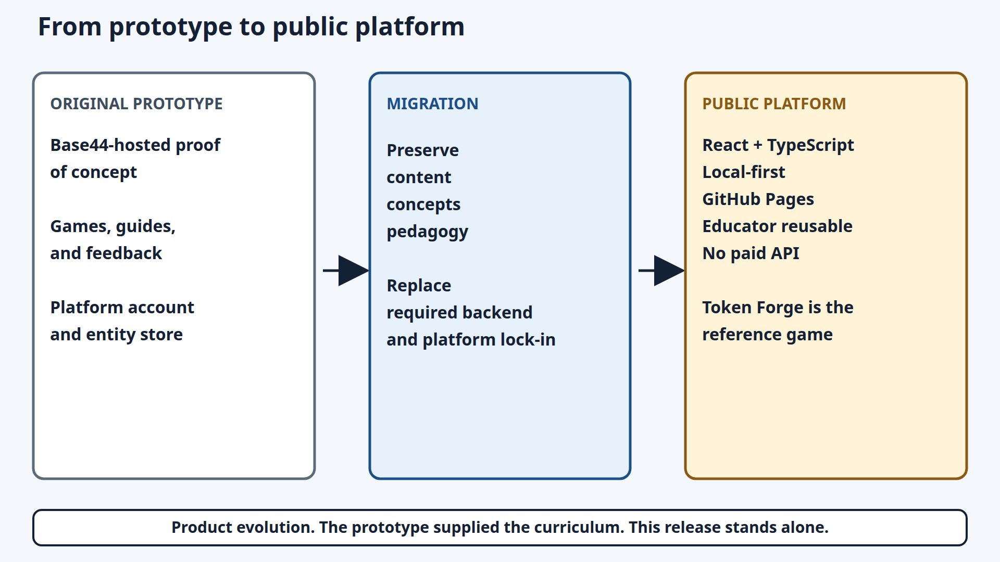 From prototype to public platform
ORIGINAL PROTOTYPE
Base44-hosted proof
of concept
Games, guides,
and feedback
Platform account
and entity store
MIGRATION
Preserve
content
concepts
pedagogy
Replace
required backend
and platform lock-in
PUBLIC PLATFORM
React + TypeScript
Local-first
GitHub Pages
Educator reusable
No paid API
Token Forge is the
reference game
Product evolution. The prototype supplied the curriculum. This release stands alone.